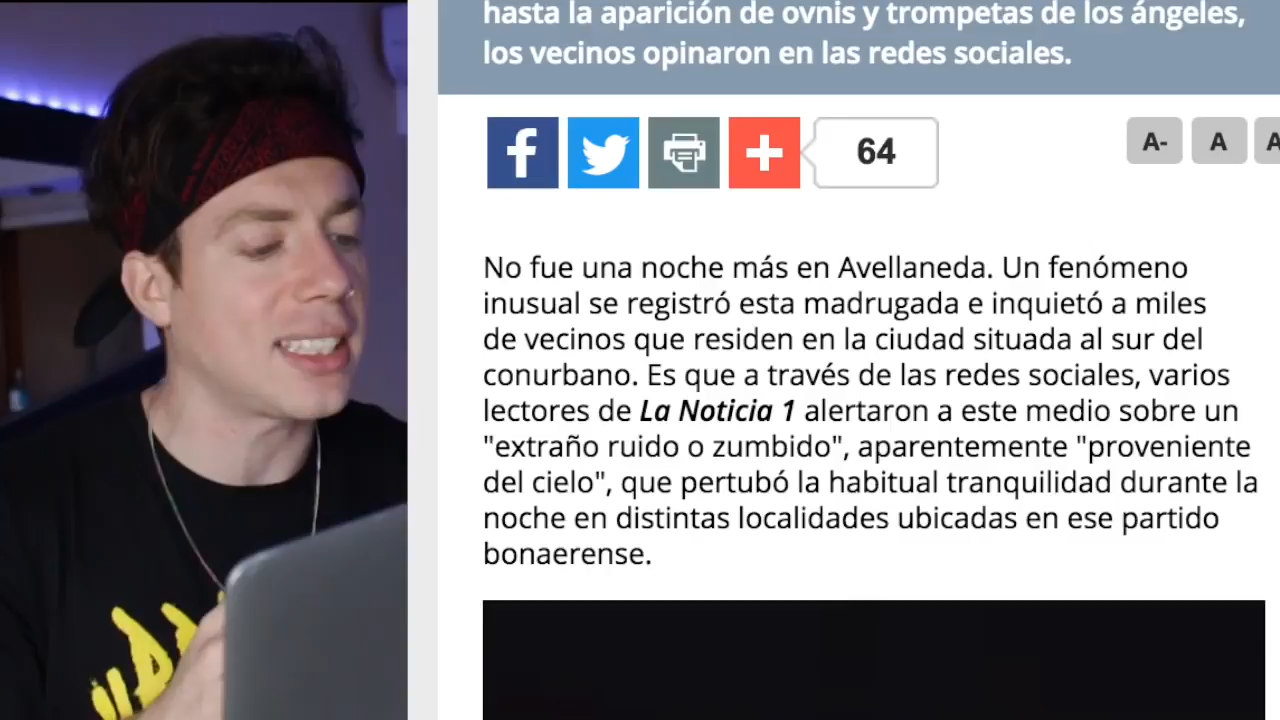 hasta la aparición de ovnis y trompetas de los ángeles,
los vecinos opinaron en las redes sociales.
64
A-
A
A
No fue una noche más en Avellaneda. Un fenómeno
inusual se registró esta madrugada e inquietó a miles
de vecinos que residen en la ciudad situada al sur del
conurbano. Es que a través de las redes sociales, varios
lectores de La Noticia 1 alertaron a este medio sobre un
"extraño ruido o zumbido", aparentemente "proveniente
del cielo", que pertubó la habitual tranquilidad durante la
noche en distintas localidades ubicadas en ese partido
bonaerense.